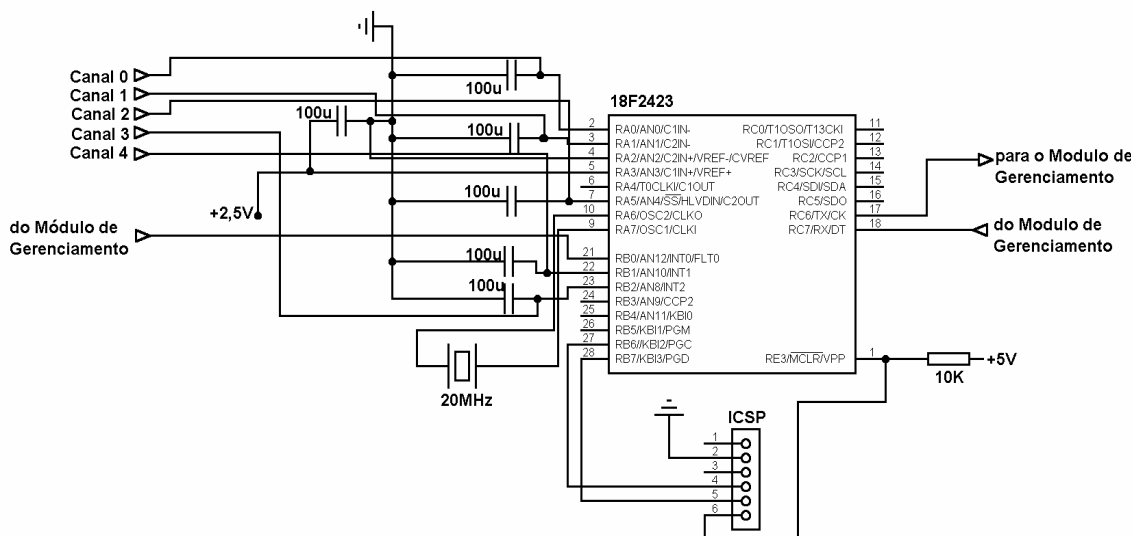 Canal 0
Canal 1
Canal 2
Canal 3
Canal 4
100u
100u
100u
100u
100u
100u
+2,5V
do Módulo de
Gerenciamento
20MHz
18F2423
2 RA0/AN0/C1IN-
3 RA1/AN1/C2IN-
4 RA2/AN2/C2IN+/VREF-/CVREF
5 RA3/AN3/C1IN+/VREF+
6 RA4/T0CLKI/C1OUT
7 RA5/AN4/SS/HLVDIN/C2OUT
10 RA6/OSC2/CLKO
9 RA7/OSC1/CLKI
21 RB0/AN12/INT0/FLT0
22 RB1/AN10/INT1
23 RB2/AN8/INT2
24 RB3/AN9/CCP2
25 RB4/AN11/KBI0
26 RB5/KBI1/PGM
27 RB6//KBI2/PGC
28 RB7/KBI3/PGD
RC0/T1OSO/T13CKI 11
RC1/T1OSI/CCP2 12
RC2/CCP1 13
RC3/SCK/SCL 14
RC4/SDI/SDA 15
RC5/SDO 16
RC6/TX/CK 17
RC7/RX/DT 18
RE3/MCLR/VPP 1
para o Modulo de
Gerenciamento
do Modulo de
Gerenciamento
+5V
10K
ICSP
1
2
3
4
5
6